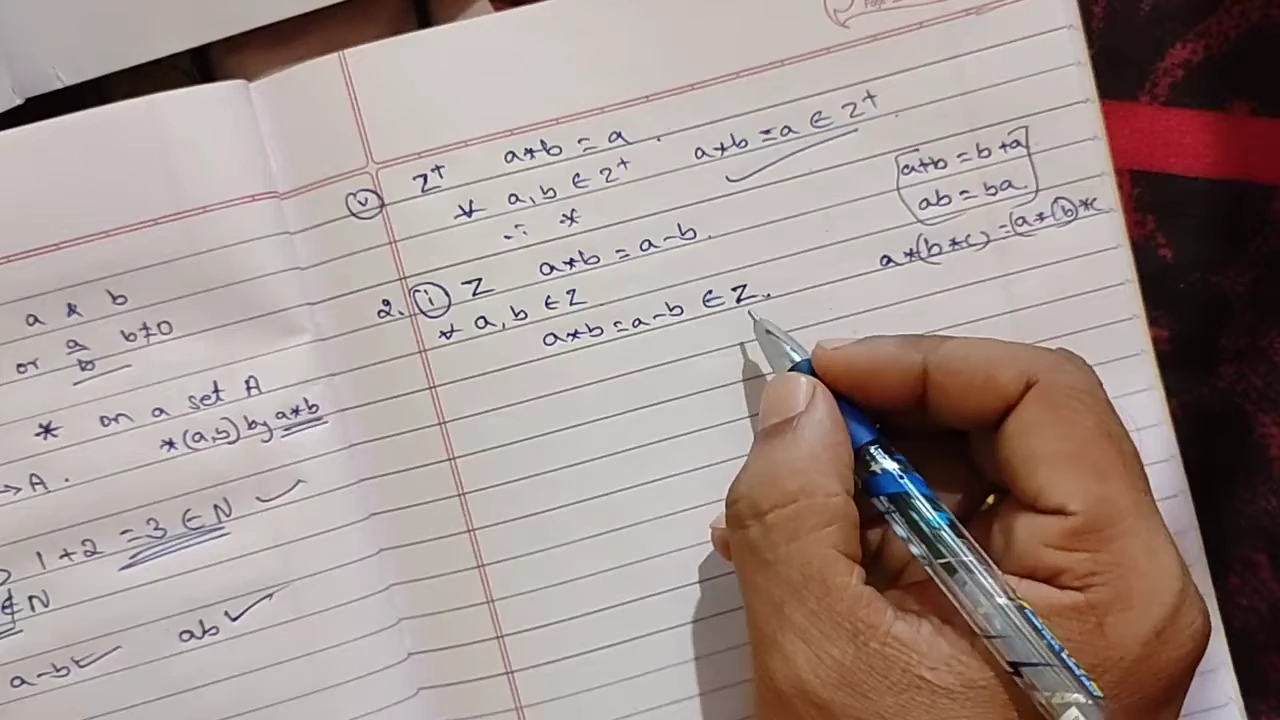 a & b
or a/b b≠0
* on a set A
*(a,b) by a*b
→A.
1+2 =3 ∈ N ✓
∉ N
a-b ✓ ab ✓
(v) Z⁺ a*b = a.
∀ a, b ∈ Z⁺ a*b = a ∈ Z⁺ ✓
∴ *
2. (i) Z a*b = a-b.
∀ a, b ∈ Z
a*b = a-b ∈ Z.
a+b = b+a
ab = ba
a*(b*c) = (a*(b)*c